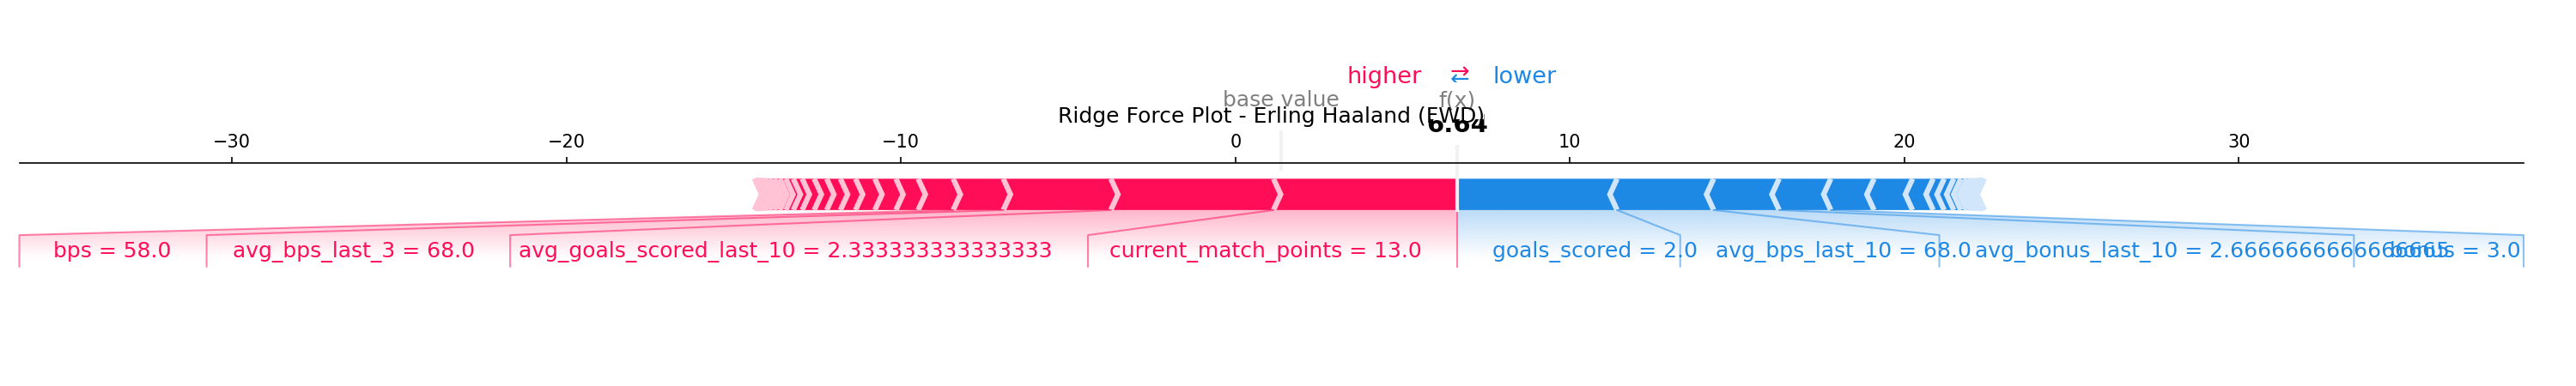 higher ⇄ lower
base value f(x)
Ridge Force Plot - Erling Haaland (FWD)
6.64
−30 −20 −10 0 10 20 30
bps = 58.0 avg_bps_last_3 = 68.0 avg_goals_scored_last_10 = 2.333333333333333 current_match_points = 13.0 goals_scored = 2.0 avg_bps_last_10 = 68.0 avg_bonus_last_10 = 2.6666666666666665 bonus = 3.0